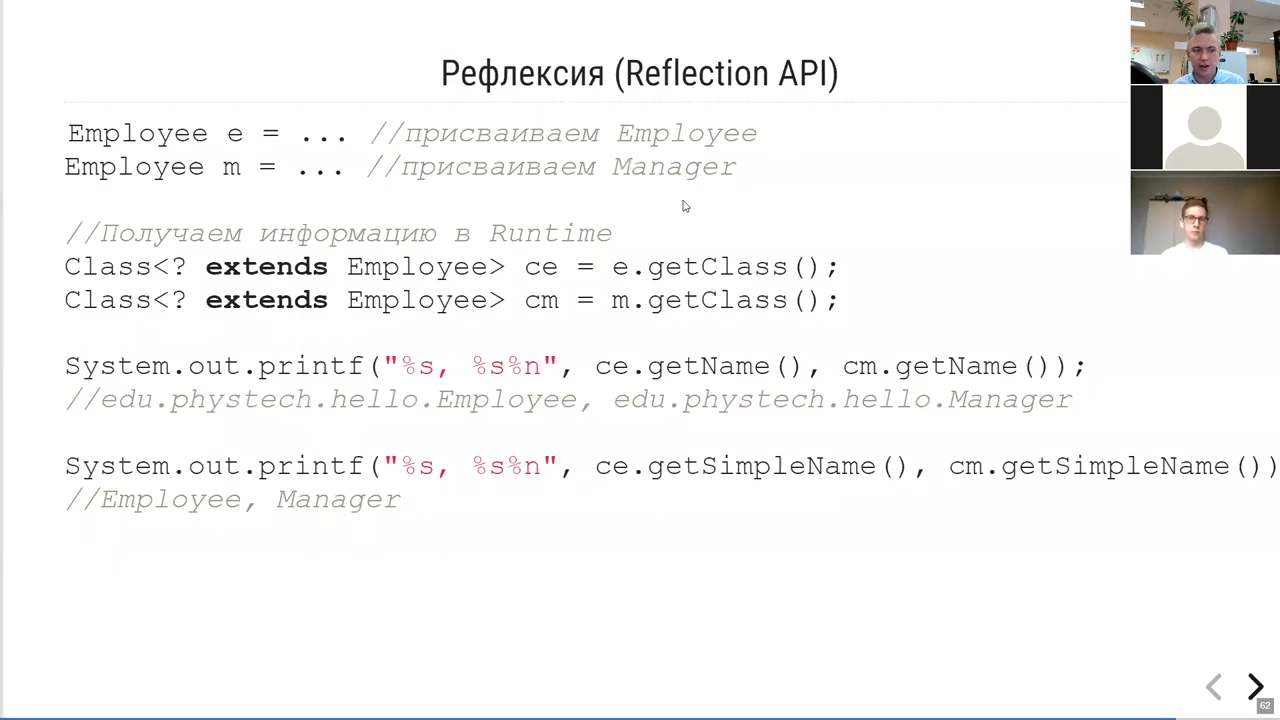 Рефлексия (Reflection API)
Employee e = ... //присваиваем Employee
Employee m = ... //присваиваем Manager
//Получаем информацию в Runtime
Class<? extends Employee> ce = e.getClass();
Class<? extends Employee> cm = m.getClass();
System.out.printf("%s, %s%n", ce.getName(), cm.getName());
//edu.phystech.hello.Employee, edu.phystech.hello.Manager
System.out.printf("%s, %s%n", ce.getSimpleName(), cm.getSimpleName())
//Employee, Manager
62